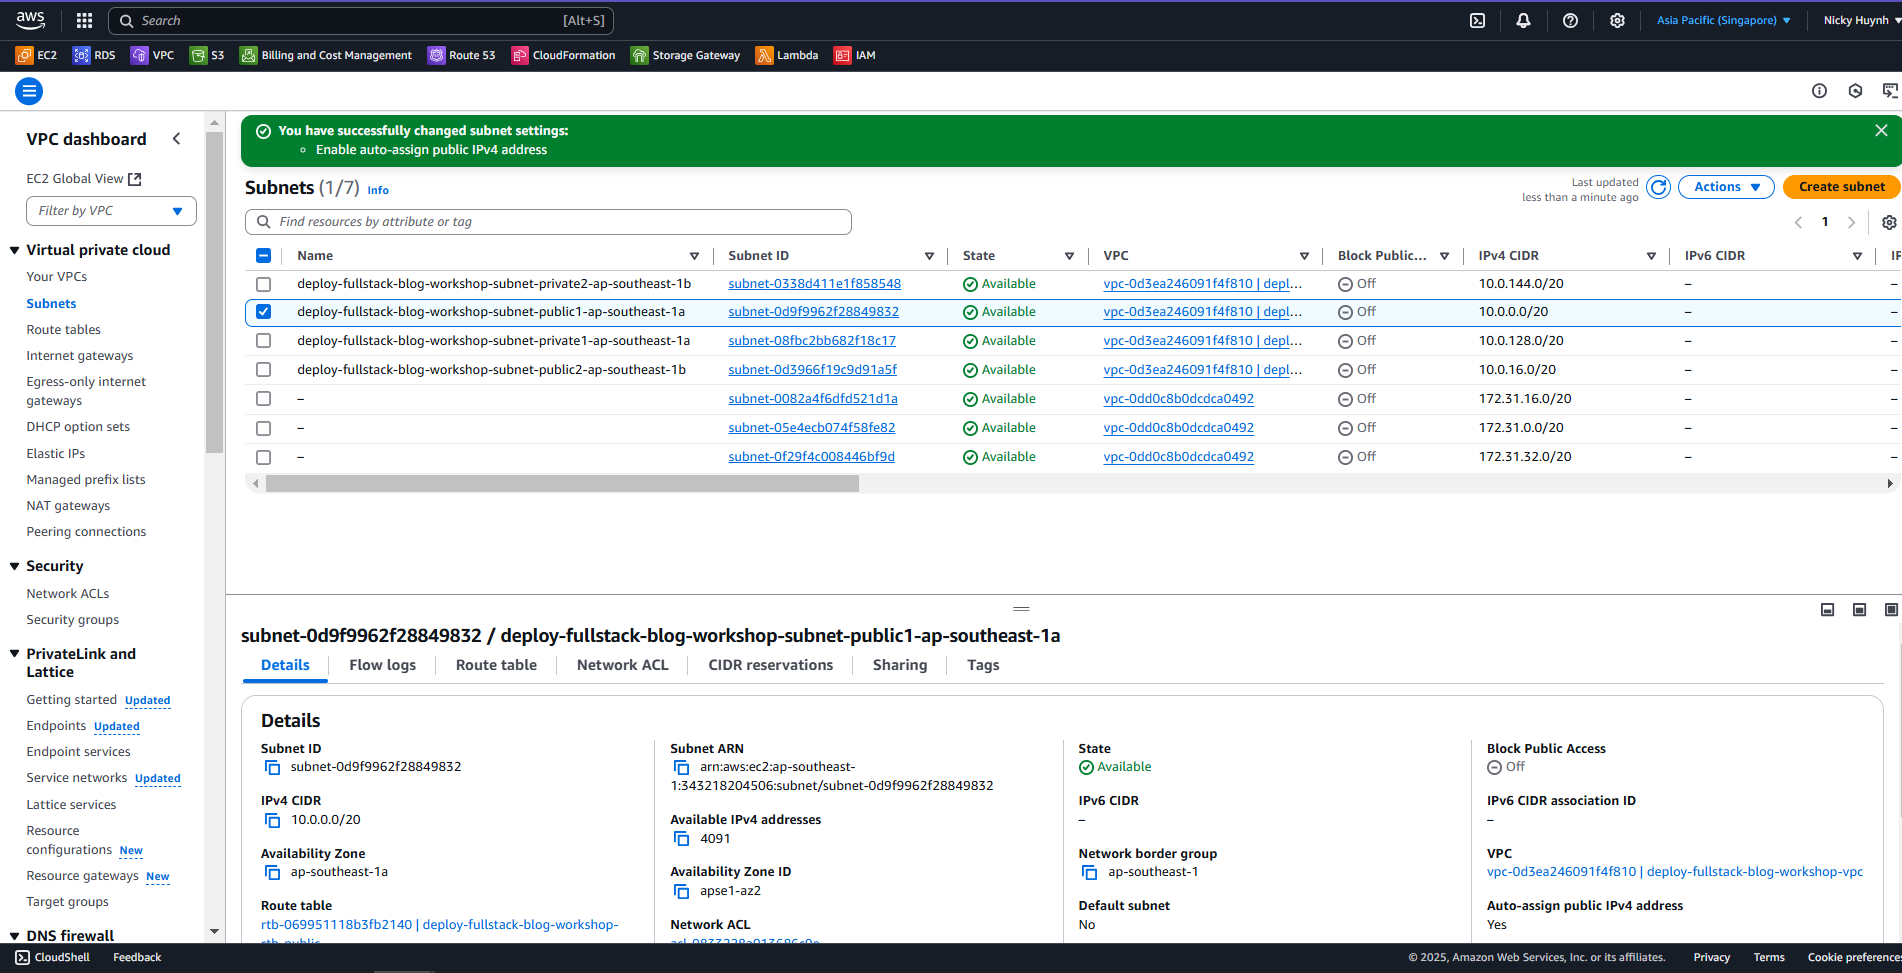 aws
Search [Alt+S]
Asia Pacific (Singapore) Nicky Huynh
EC2 RDS VPC S3 Billing and Cost Management Route 53 CloudFormation Storage Gateway Lambda IAM
VPC dashboard
EC2 Global View
Filter by VPC
Virtual private cloud
Your VPCs
Subnets
Route tables
Internet gateways
Egress-only internet
gateways
DHCP option sets
Elastic IPs
Managed prefix lists
NAT gateways
Peering connections
Security
Network ACLs
Security groups
PrivateLink and
Lattice
Getting started Updated
Endpoints Updated
Endpoint services
Service networks Updated
Lattice services
Resource
configurations New
Resource gateways New
Target groups
DNS firewall
You have successfully changed subnet settings:
Enable auto-assign public IPv4 address
Subnets (1/7) Info
Last updated
less than a minute ago
Actions
Create subnet
Find resources by attribute or tag
1
Name Subnet ID State VPC Block Public... IPv4 CIDR IPv6 CIDR IP
deploy-fullstack-blog-workshop-subnet-private2-ap-southeast-1b subnet-0338d411e1f858548 Available vpc-0d3ea246091f4f810 | depl... Off 10.0.144.0/20 – –
deploy-fullstack-blog-workshop-subnet-public1-ap-southeast-1a subnet-0d9f9962f28849832 Available vpc-0d3ea246091f4f810 | depl... Off 10.0.0.0/20 – –
deploy-fullstack-blog-workshop-subnet-private1-ap-southeast-1a subnet-08fbc2bb682f18c17 Available vpc-0d3ea246091f4f810 | depl... Off 10.0.128.0/20 – –
deploy-fullstack-blog-workshop-subnet-public2-ap-southeast-1b subnet-0d3966f19c9d91a5f Available vpc-0d3ea246091f4f810 | depl... Off 10.0.16.0/20 – –
– subnet-0082a4f6dfd521d1a Available vpc-0dd0c8b0dcdca0492 Off 172.31.16.0/20 – –
– subnet-05e4ecb074f58fe82 Available vpc-0dd0c8b0dcdca0492 Off 172.31.0.0/20 – –
– subnet-0f29f4c008446bf9d Available vpc-0dd0c8b0dcdca0492 Off 172.31.32.0/20 – –
subnet-0d9f9962f28849832 / deploy-fullstack-blog-workshop-subnet-public1-ap-southeast-1a
Details Flow logs Route table Network ACL CIDR reservations Sharing Tags
Details
Subnet ID
subnet-0d9f9962f28849832
IPv4 CIDR
10.0.0.0/20
Availability Zone
ap-southeast-1a
Route table
rtb-069951118b3fb2140 | deploy-fullstack-blog-workshop-
rtb-public
Subnet ARN
arn:aws:ec2:ap-southeast-
1:343218204506:subnet/subnet-0d9f9962f28849832
Available IPv4 addresses
4091
Availability Zone ID
apse1-az2
Network ACL
State
Available
IPv6 CIDR
–
Network border group
ap-southeast-1
Default subnet
No
Block Public Access
Off
IPv6 CIDR association ID
–
VPC
vpc-0d3ea246091f4f810 | deploy-fullstack-blog-workshop-vpc
Auto-assign public IPv4 address
Yes
CloudShell Feedback
© 2025, Amazon Web Services, Inc. or its affiliates. Privacy Terms Cookie preference